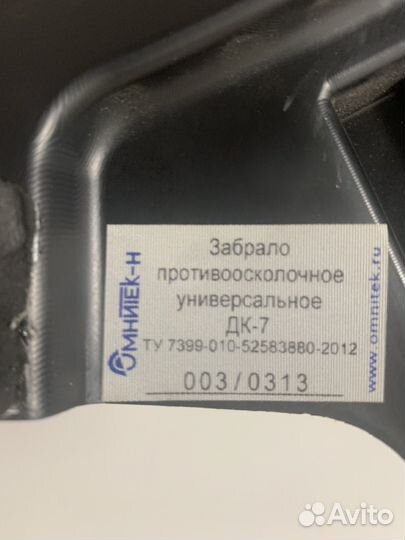 ОМНИТЕК-Н
Забрало
противоосколочное
универсальное
ДК-7
ТУ 7399-010-52583880-2012
003/0313
www.omnitek.ru
Avito